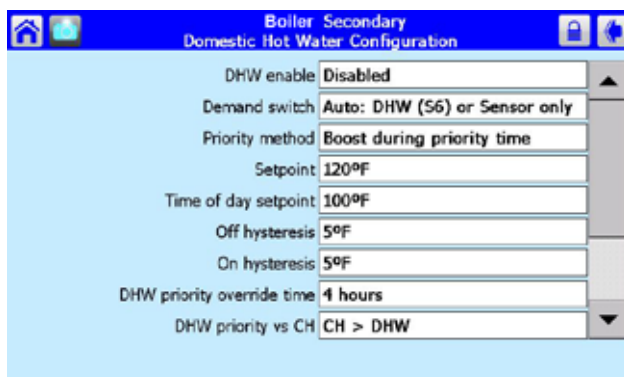 Boiler Secondary
Domestic Hot Water Configuration
DHW enable Disabled
Demand switch Auto: DHW (S6) or Sensor only
Priority method Boost during priority time
Setpoint 120ºF
Time of day setpoint 100ºF
Off hysteresis 5ºF
On hysteresis 5ºF
DHW priority override time 4 hours
DHW priority vs CH CH > DHW